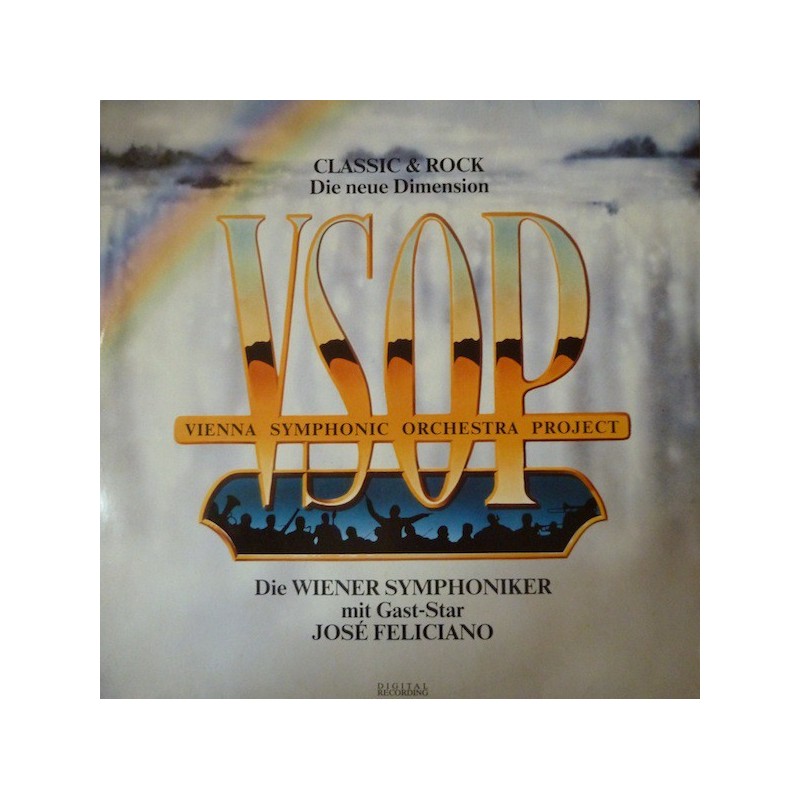 CLASSIC & ROCK
Die neue Dimension
VSOP
VIENNA SYMPHONIC ORCHESTRA PROJECT
Die WIENER SYMPHONIKER
mit Gast-Star
JOSÉ FELICIANO
DIGITAL
RECORDING